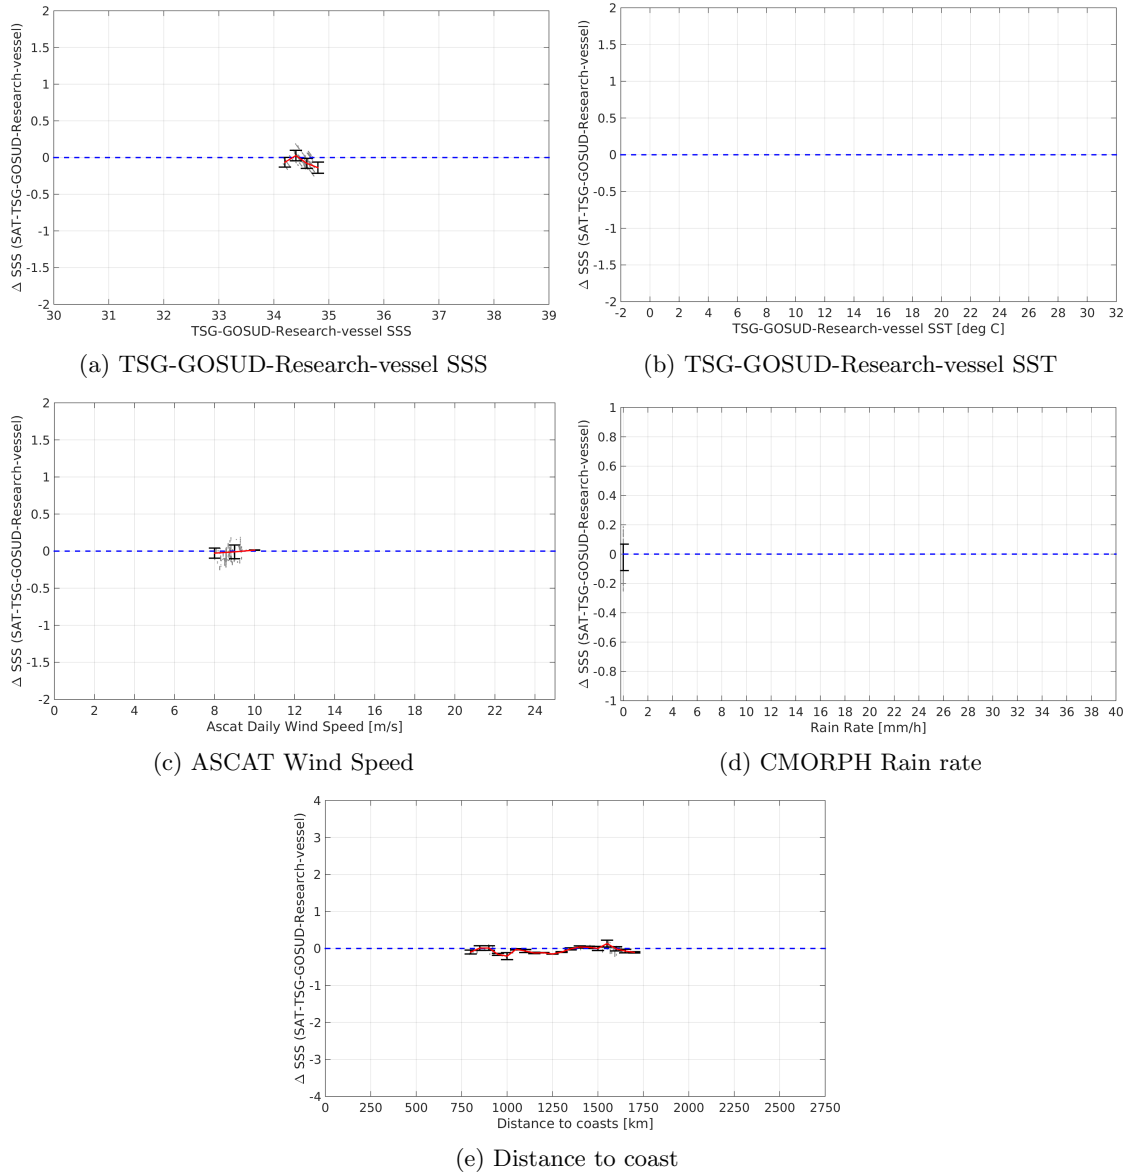 Δ SSS (SAT-TSG-GOSUD-Research-vessel)
2
1.5
1
0.5
0
-0.5
-1
-1.5
-2
30 31 32 33 34 35 36 37 38 39
TSG-GOSUD-Research-vessel SSS
(a) TSG-GOSUD-Research-vessel SSS
Δ SSS (SAT-TSG-GOSUD-Research-vessel)
2
1.5
1
0.5
0
-0.5
-1
-1.5
-2
-2 0 2 4 6 8 10 12 14 16 18 20 22 24 26 28 30 32
TSG-GOSUD-Research-vessel SST [deg C]
(b) TSG-GOSUD-Research-vessel SST
Δ SSS (SAT-TSG-GOSUD-Research-vessel)
2
1.5
1
0.5
0
-0.5
-1
-1.5
-2
0 2 4 6 8 10 12 14 16 18 20 22 24
Ascat Daily Wind Speed [m/s]
(c) ASCAT Wind Speed
Δ SSS (SAT-TSG-GOSUD-Research-vessel)
1
0.8
0.6
0.4
0.2
0
-0.2
-0.4
-0.6
-0.8
-1
0 2 4 6 8 10 12 14 16 18 20 22 24 26 28 30 32 34 36 38 40
Rain Rate [mm/h]
(d) CMORPH Rain rate
Δ SSS (SAT-TSG-GOSUD-Research-vessel)
4
3
2
1
0
-1
-2
-3
-4
0 250 500 750 1000 1250 1500 1750 2000 2250 2500 2750
Distance to coasts [km]
(e) Distance to coast